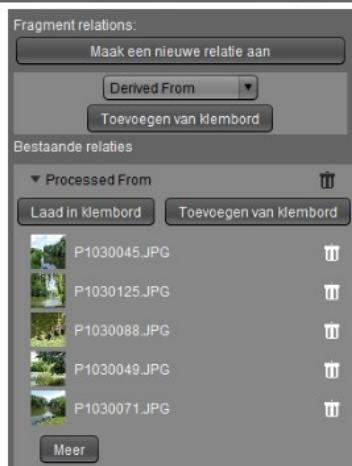 Fragment relations:
Maak een nieuwe relatie aan
Derived From
Toevoegen van klembord
Bestaande relaties
Processed From
Laad in klembord Toevoegen van klembord
P1030045.JPG
P1030125.JPG
P1030088.JPG
P1030049.JPG
P1030071.JPG
Meer